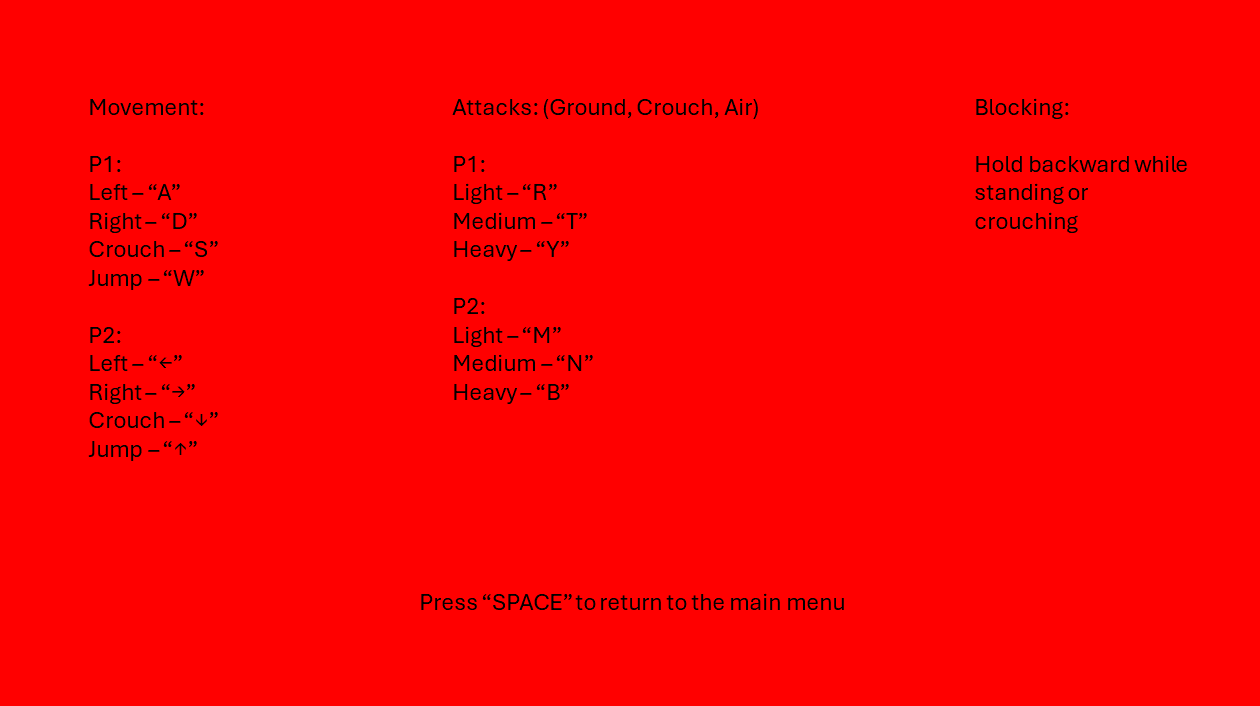 Movement:
P1:
Left – “A”
Right – “D”
Crouch – “S”
Jump – “W”
P2:
Left – “←”
Right – “→”
Crouch – “↓”
Jump – “↑”
Attacks: (Ground, Crouch, Air)
P1:
Light – “R”
Medium – “T”
Heavy – “Y”
P2:
Light – “M”
Medium – “N”
Heavy – “B”
Blocking:
Hold backward while
standing or
crouching
Press “SPACE” to return to the main menu